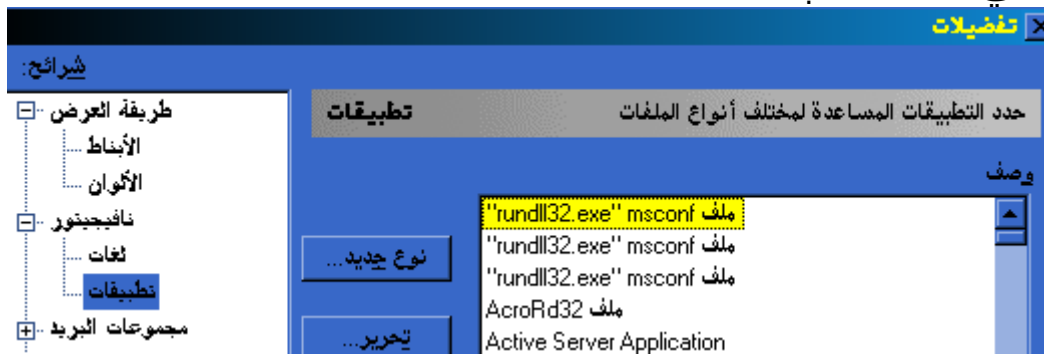 تفضيلات
شرائح:
طريقة العرض
الأبناط
الألوان
نافيجيتور
لغات
تطبيقات
مجموعات البريد
تطبيقات
حدد التطبيقات المساعدة لمختلف أنواع الملفات
وصف
ملف "rundll32.exe" msconf
ملف "rundll32.exe" msconf
ملف "rundll32.exe" msconf
ملف AcroRd32
Active Server Application
نوع جديد...
تحرير...